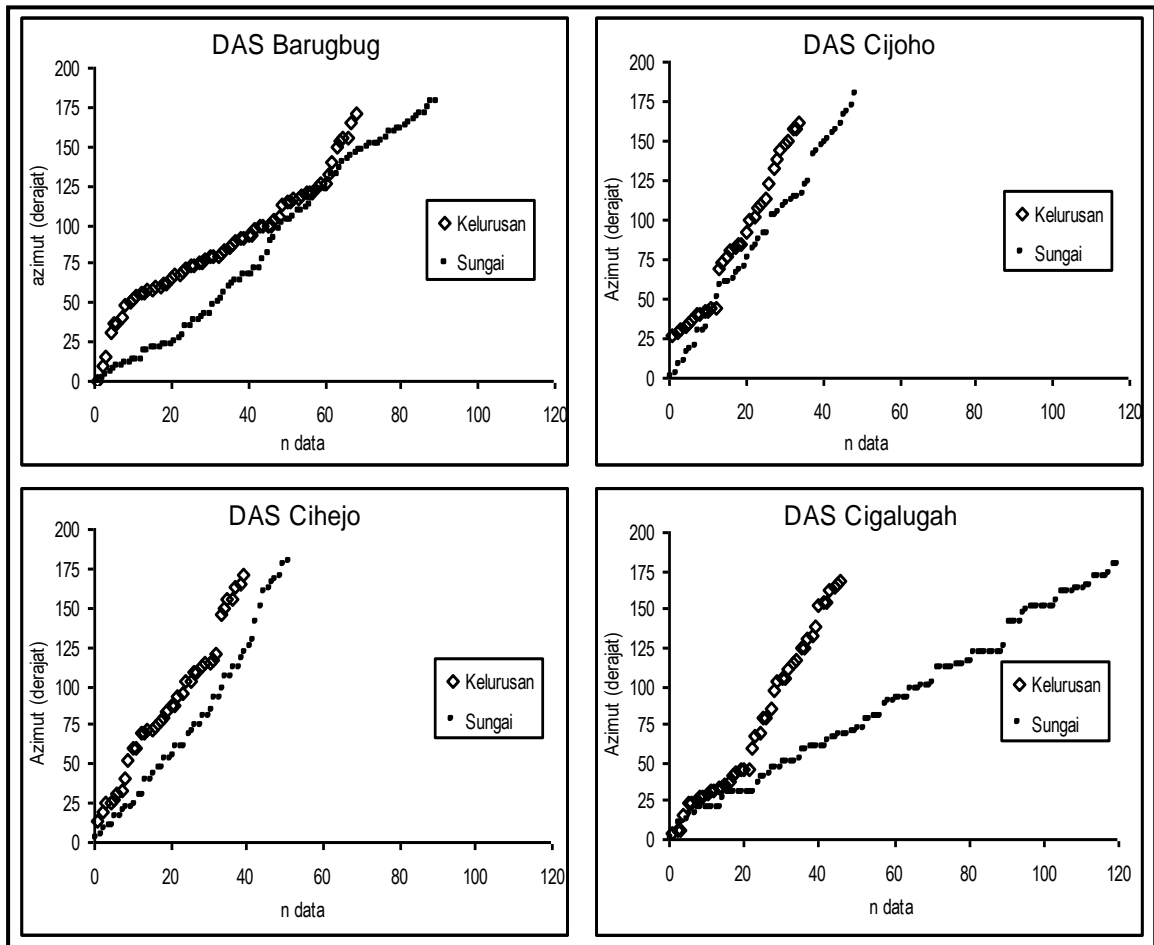 DAS Barugbug
200
175
150
125
100
75
50
25
0
azimut (derajat)
Kelurusan
Sungai
0 20 40 60 80 100 120
n data
DAS Cijoho
200
175
150
125
100
75
50
25
0
Azimut (derajat)
Kelurusan
Sungai
0 20 40 60 80 100 120
n data
DAS Cihejo
200
175
150
125
100
75
50
25
0
Azimut (derajat)
Kelurusan
Sungai
0 20 40 60 80 100 120
n data
DAS Cigalugah
200
175
150
125
100
75
50
25
0
Azimut (derajat)
Kelurusan
Sungai
0 20 40 60 80 100 120
n data